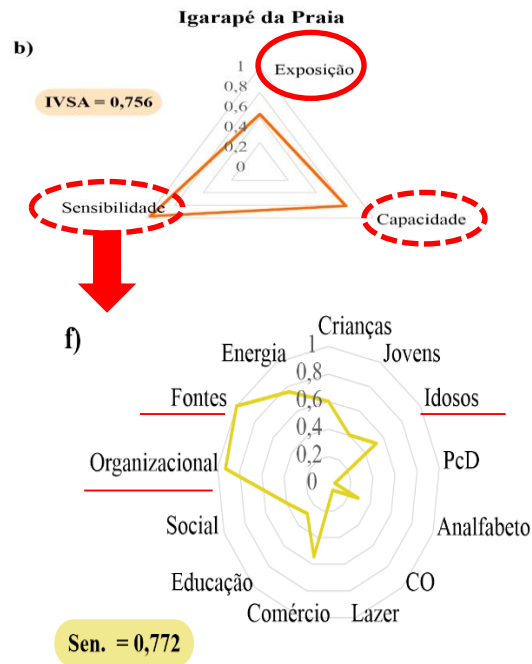 Igarapé da Praia
b)
1
Exposição
0,8
IVSA = 0,756
0,6
0,4
0,2
0
Sensibilidade
Capacidade
f)
Crianças
Energia
1
Jovens
0,8
Fontes
Idosos
0,6
0,4
Organizacional
0,2
PcD
0
Social
Analfabeto
Educação
CO
Comércio
Lazer
Sen. = 0,772